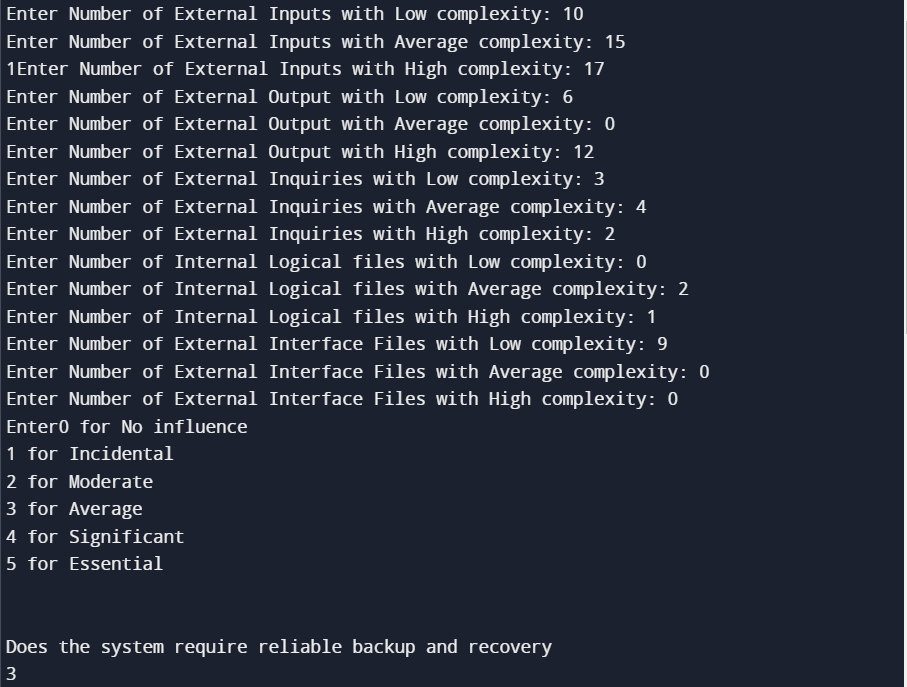 Enter Number of External Inputs with Low complexity: 10
Enter Number of External Inputs with Average complexity: 15
1Enter Number of External Inputs with High complexity: 17
Enter Number of External Output with Low complexity: 6
Enter Number of External Output with Average complexity: 0
Enter Number of External Output with High complexity: 12
Enter Number of External Inquiries with Low complexity: 3
Enter Number of External Inquiries with Average complexity: 4
Enter Number of External Inquiries with High complexity: 2
Enter Number of Internal Logical files with Low complexity: 0
Enter Number of Internal Logical files with Average complexity: 2
Enter Number of Internal Logical files with High complexity: 1
Enter Number of External Interface Files with Low complexity: 9
Enter Number of External Interface Files with Average complexity: 0
Enter Number of External Interface Files with High complexity: 0
Enter0 for No influence
1 for Incidental
2 for Moderate
3 for Average
4 for Significant
5 for Essential
Does the system require reliable backup and recovery
3